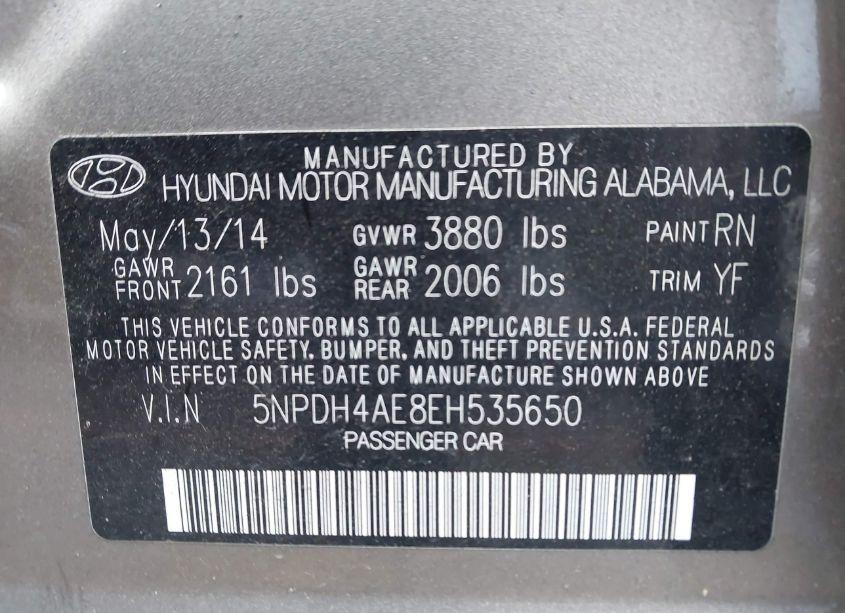 MANUFACTURED BY
HYUNDAI MOTOR MANUFACTURING ALABAMA, LLC
May/13/14 GVWR 3880 lbs PAINT RN
GAWR FRONT 2161 lbs GAWR REAR 2006 lbs TRIM YF
THIS VEHICLE CONFORMS TO ALL APPLICABLE U.S.A. FEDERAL
MOTOR VEHICLE SAFETY, BUMPER, AND THEFT PREVENTION STANDARDS
IN EFFECT ON THE DATE OF MANUFACTURE SHOWN ABOVE
V.I.N 5NPDH4AE8EH535650
PASSENGER CAR